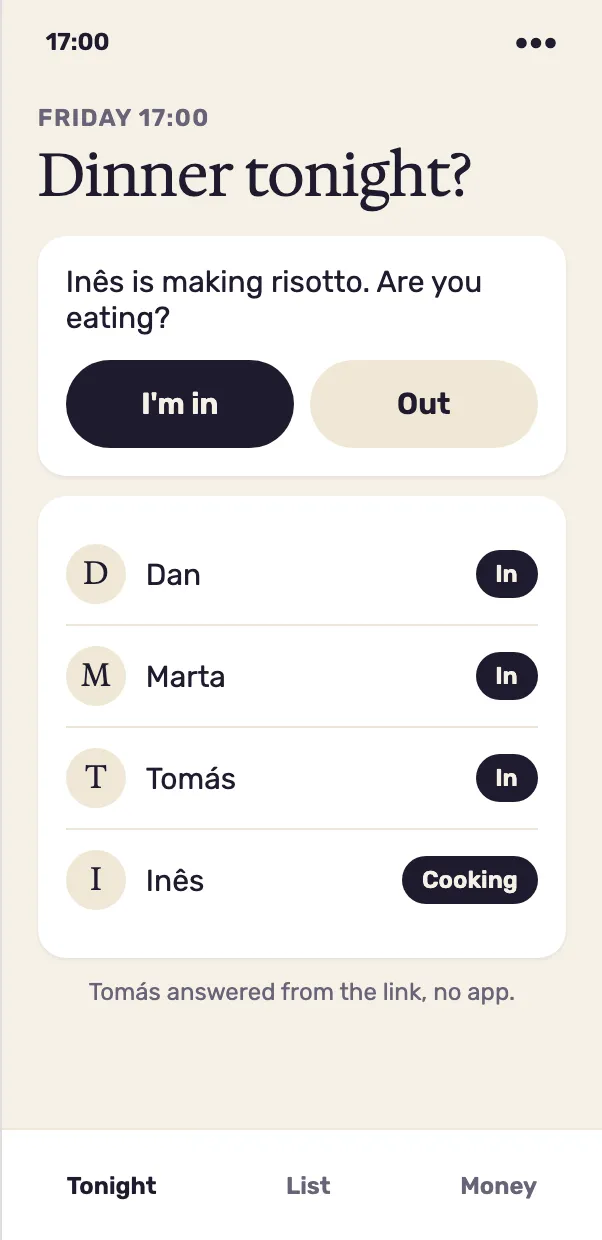 17:00
FRIDAY 17:00
Dinner tonight?
Inês is making risotto. Are you
eating?
I'm in
Out
D
Dan
In
M
Marta
In
T
Tomás
In
I
Inês
Cooking
Tomás answered from the link, no app.
Tonight
List
Money